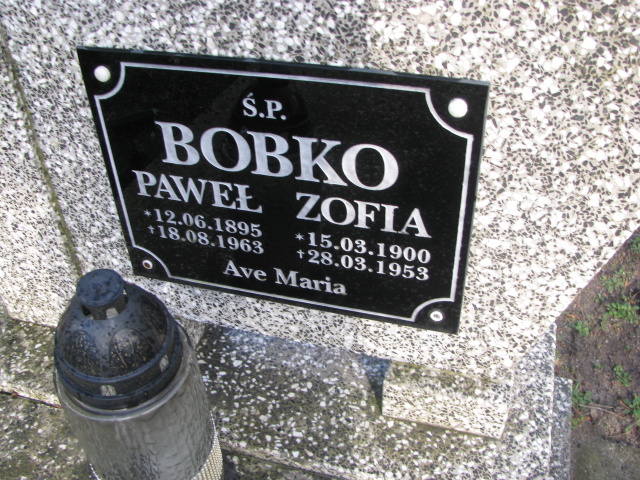 Ś.P.
BOBKO
PAWEŁ ZOFIA
*12.06.1895 *15.03.1900
†18.08.1963 †28.03.1953
Ave Maria